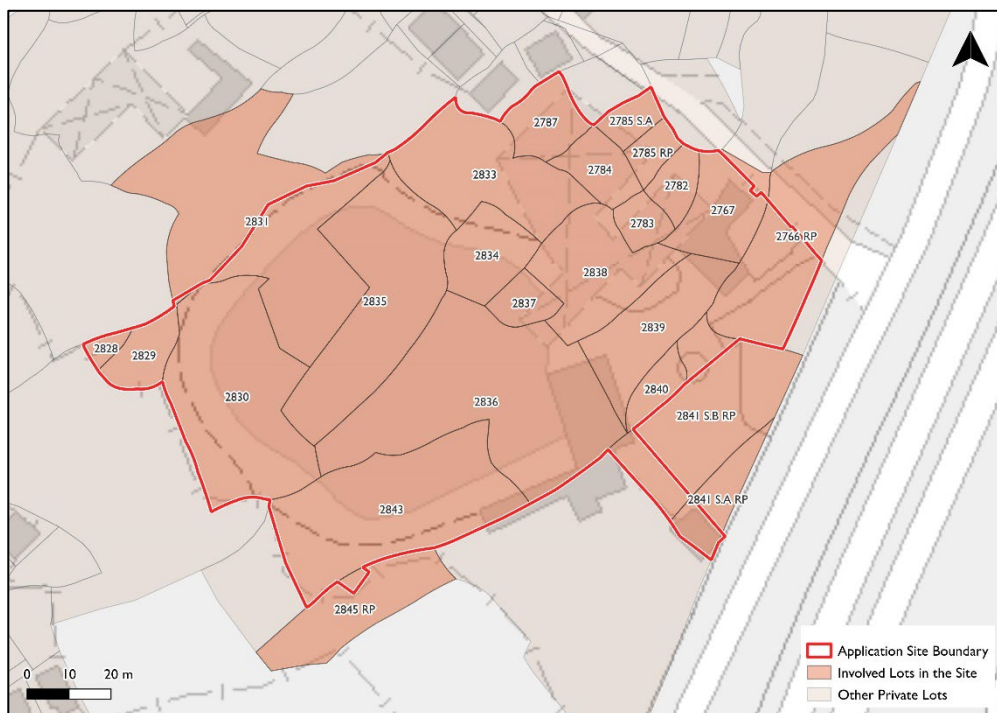 2787
2785 S.A
2785 RP
2833
2784
2782
2767
2783
2831
2766 RP
2834
2838
2835
2837
2839
2828
2829
2830
2836
2840
2841 S.B RP
2841 S.A RP
2843
2845 RP
0 10 20 m
Application Site Boundary
Involved Lots in the Site
Other Private Lots